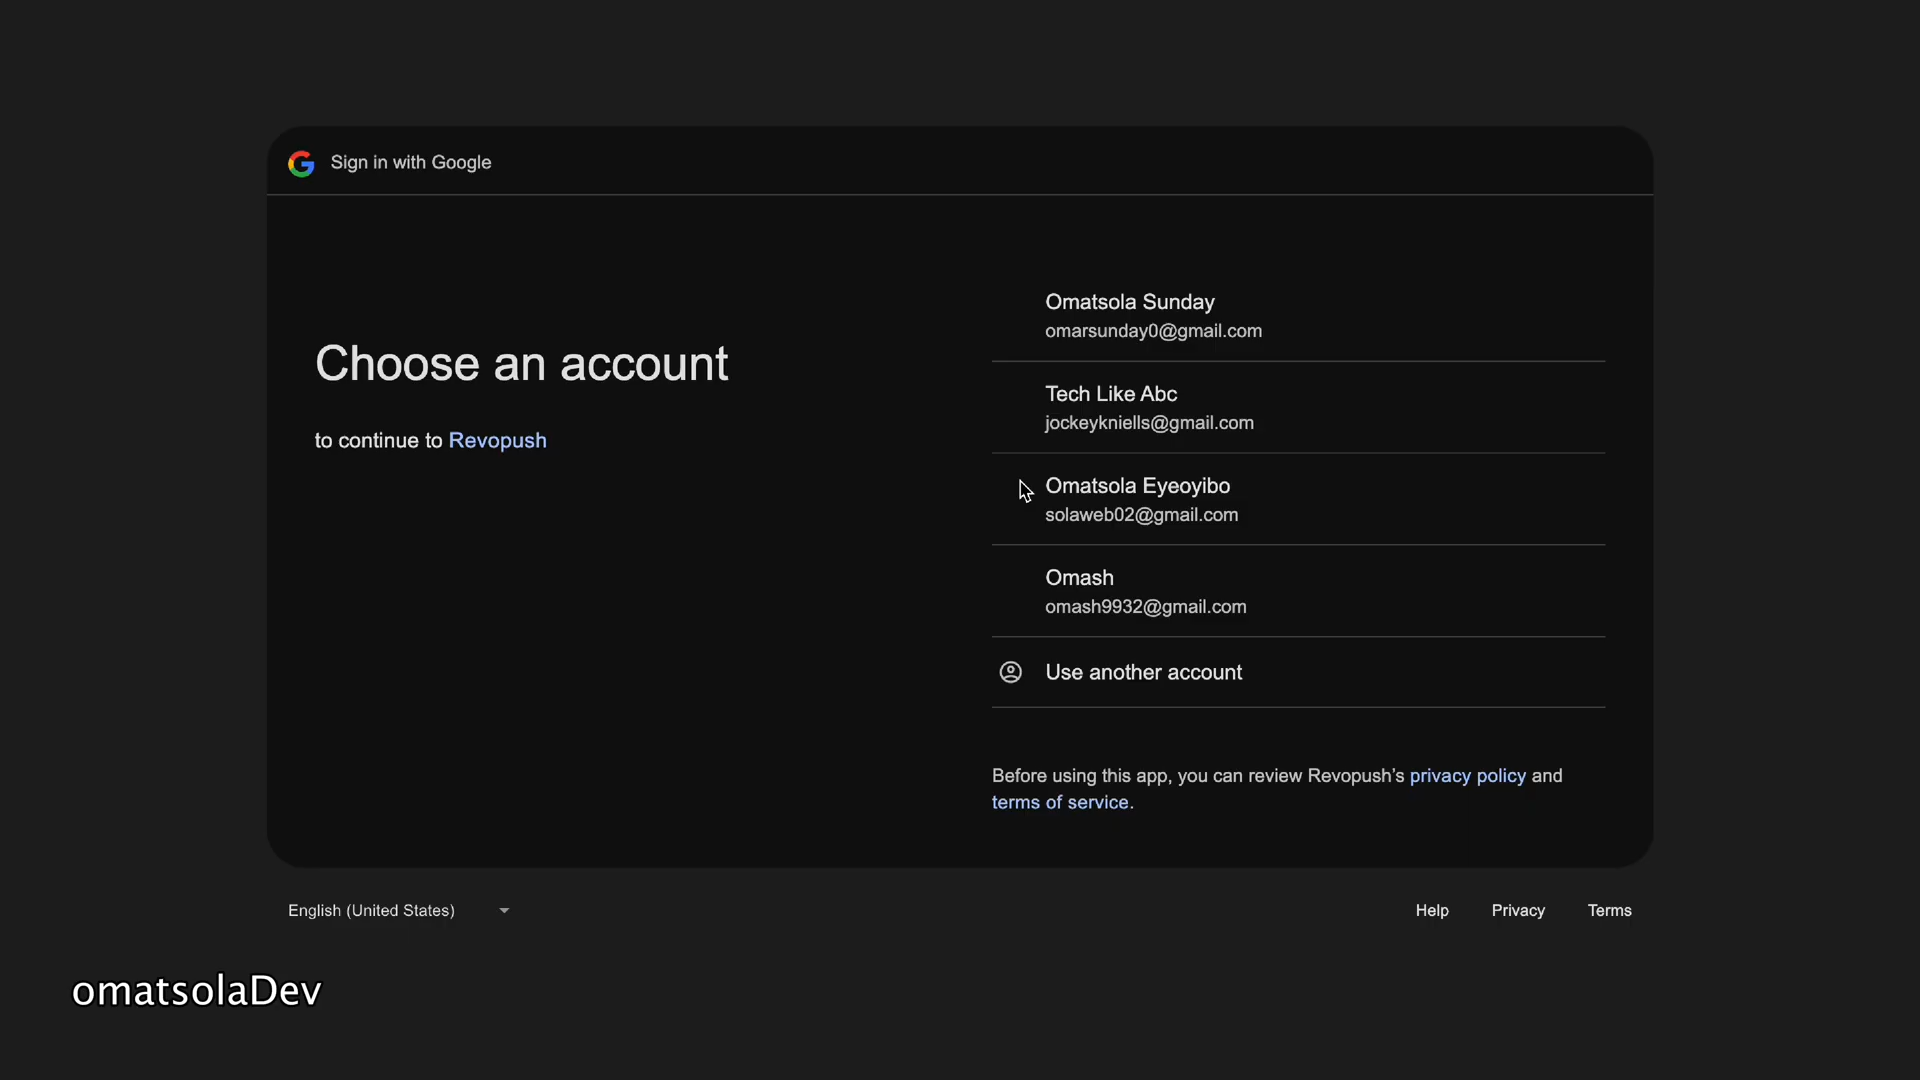 Sign in with Google
Choose an account
to continue to Revopush
Omatsola Sunday
omarsunday0@gmail.com
Tech Like Abc
jockeykniells@gmail.com
Omatsola Eyeoyibo
solaweb02@gmail.com
Omash
omash9932@gmail.com
Use another account
Before using this app, you can review Revopush's privacy policy and
terms of service.
English (United States)
Help Privacy Terms
omatsolaDev